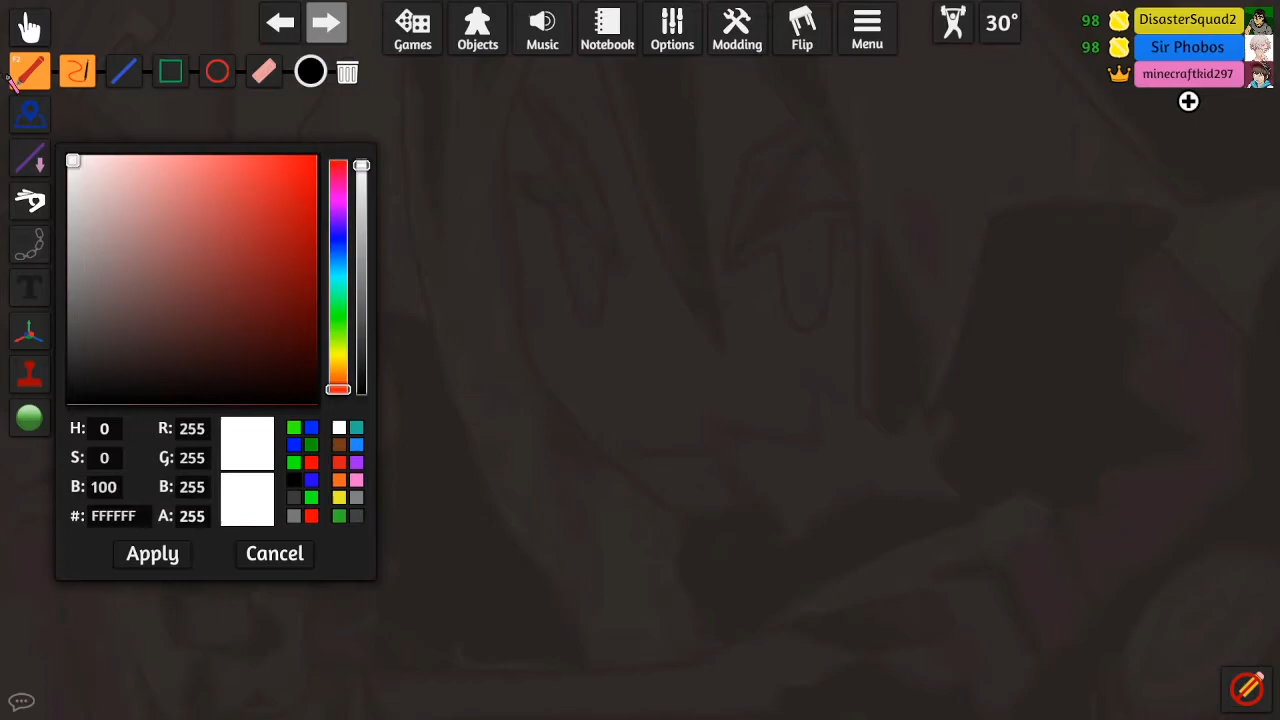 Games
Objects
Music
Notebook
Options
Modding
Flip
Menu
30°
98 DisasterSquad2
98 Sir Phobos
minecraftkid297
F2
T
H: 0 R: 255
S: 0 G: 255
B: 100 B: 255
#: FFFFFF A: 255
Apply Cancel